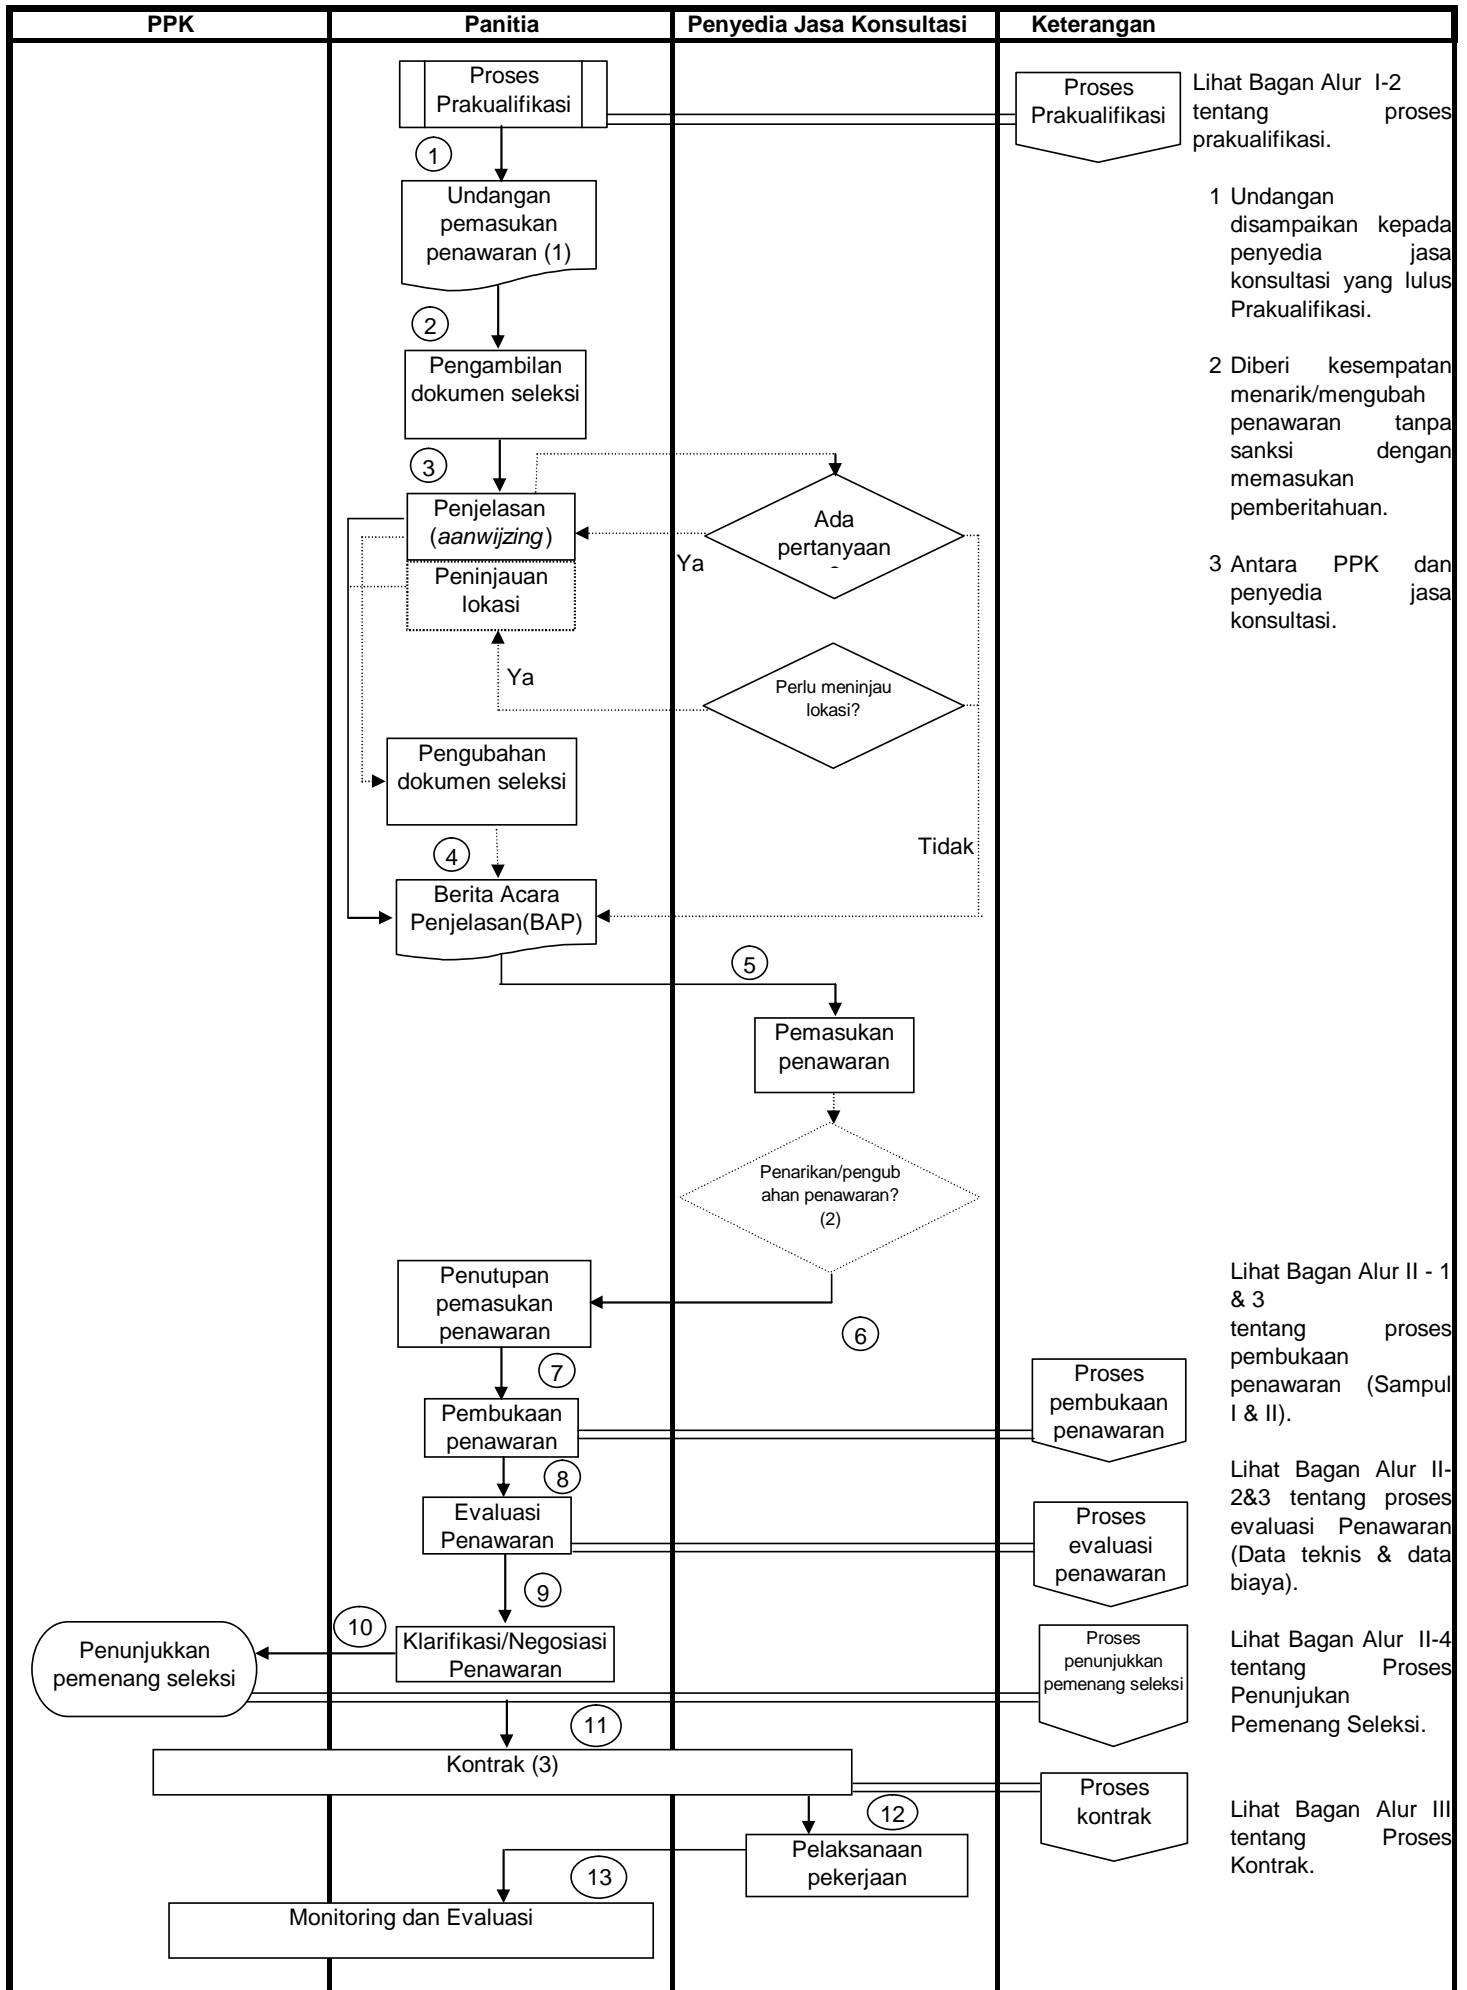 PPK
Panitia
Penyedia Jasa Konsultasi
Keterangan
Proses
Prakualifikasi
Proses
Prakualifikasi
Lihat Bagan Alur I-2
tentang proses
prakualifikasi.
1
Undangan
pemasukan
penawaran (1)
1 Undangan
disampaikan kepada
penyedia jasa
konsultasi yang lulus
Prakualifikasi.
2
Pengambilan
dokumen seleksi
2 Diberi kesempatan
menarik/mengubah
penawaran tanpa
sanksi dengan
memasukan
pemberitahuan.
3
Penjelasan
(aanwijzing)
Ya
Ada
pertanyaan
3 Antara PPK dan
penyedia jasa
konsultasi.
Peninjauan
lokasi
Ya
Perlu meninjau
lokasi?
Pengubahan
dokumen seleksi
Tidak
4
Berita Acara
Penjelasan(BAP)
5
Pemasukan
penawaran
Penarikan/pengub
ahan penawaran?
(2)
Penutupan
pemasukan
penawaran
6
Lihat Bagan Alur II - 1
& 3
tentang proses
pembukaan
penawaran (Sampul
I & II).
7
Pembukaan
penawaran
Proses
pembukaan
penawaran
8
Evaluasi
Penawaran
Proses
evaluasi
penawaran
Lihat Bagan Alur II-
2&3 tentang proses
evaluasi Penawaran
(Data teknis & data
biaya).
9
10
Klarifikasi/Negosiasi
Penawaran
Penunjukkan
pemenang seleksi
Proses
penunjukkan
pemenang seleksi
Lihat Bagan Alur II-4
tentang Proses
Penunjukan
Pemenang Seleksi.
11
Kontrak (3)
Proses
kontrak
Lihat Bagan Alur III
tentang Proses
Kontrak.
12
Pelaksanaan
pekerjaan
13
Monitoring dan Evaluasi